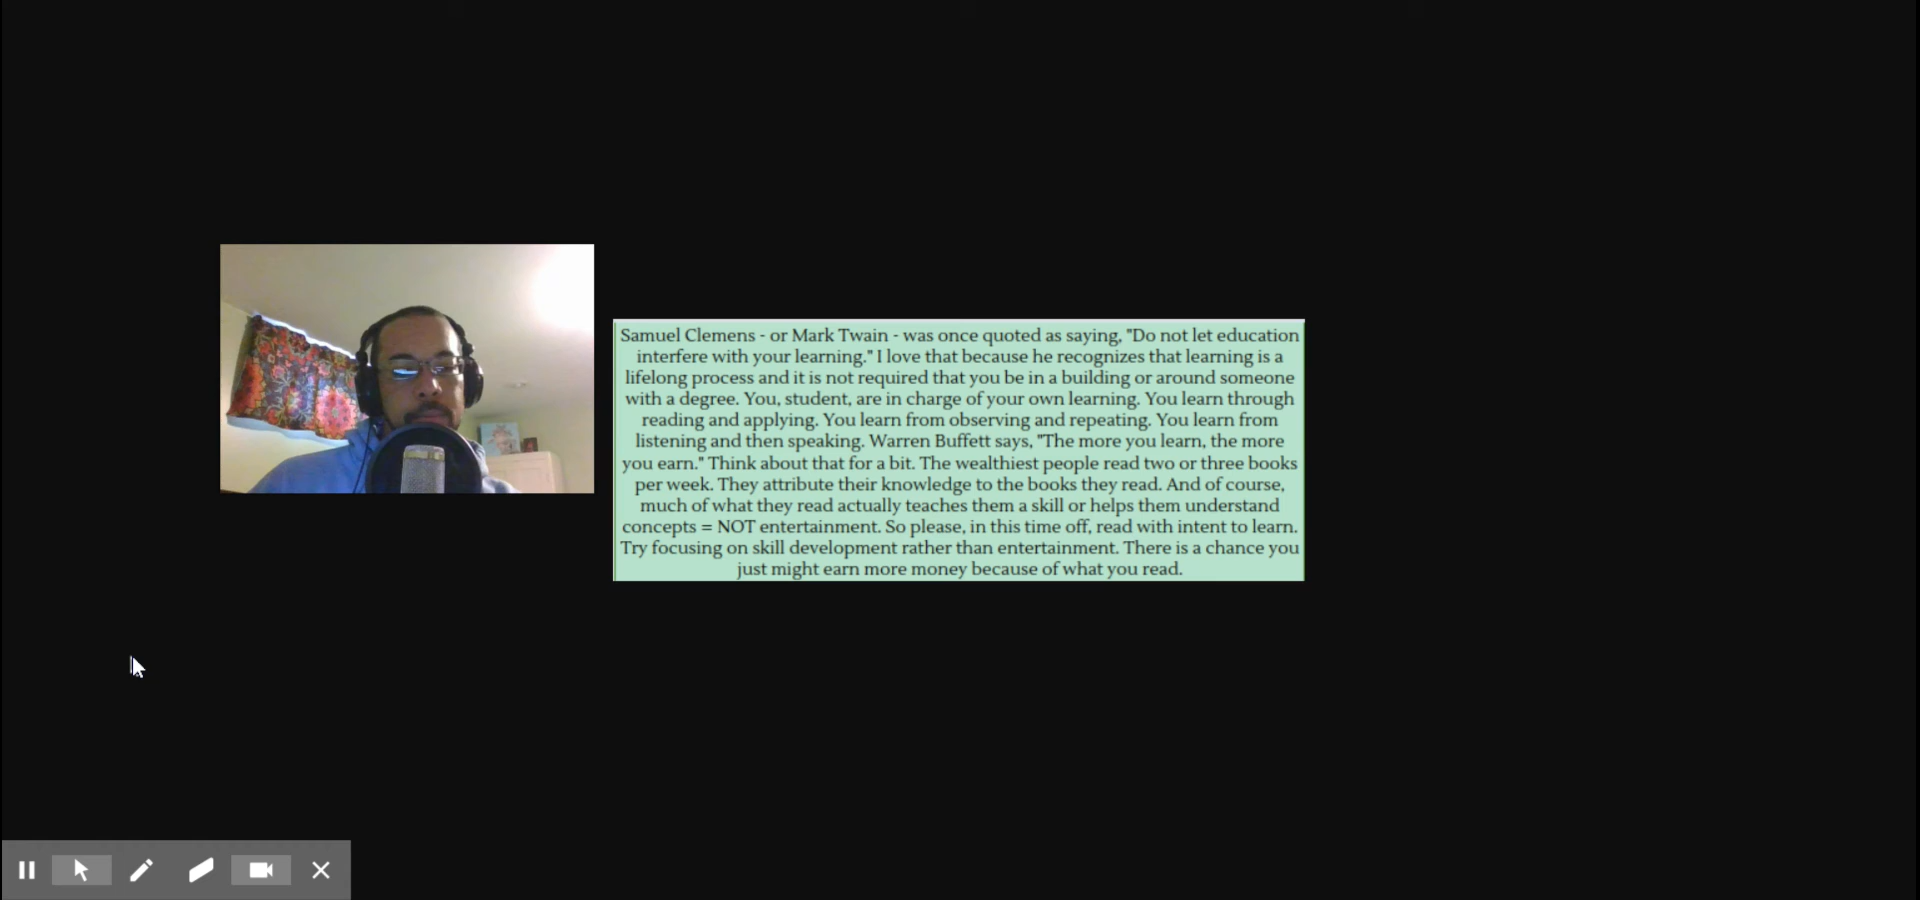 Samuel Clemens - or Mark Twain - was once quoted as saying, "Do not let education
interfere with your learning." I love that because he recognizes that learning is a
lifelong process and it is not required that you be in a building or around someone
with a degree. You, student, are in charge of your own learning. You learn through
reading and applying. You learn from observing and repeating. You learn from
listening and then speaking. Warren Buffett says, "The more you learn, the more
you earn." Think about that for a bit. The wealthiest people read two or three books
per week. They attribute their knowledge to the books they read. And of course,
much of what they read actually teaches them a skill or helps them understand
concepts = NOT entertainment. So please, in this time off, read with intent to learn.
Try focusing on skill development rather than entertainment. There is a chance you
just might earn more money because of what you read.